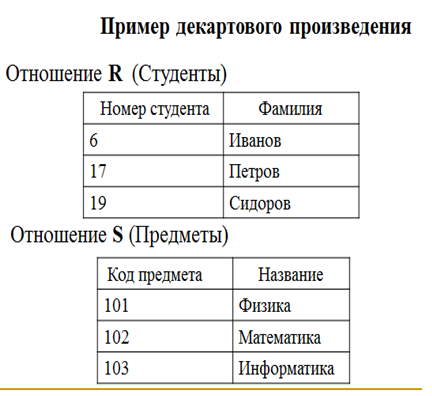 Пример декартового произведения
Отношение R (Студенты)
Номер студента Фамилия
6 Иванов
17 Петров
19 Сидоров
Отношение S (Предметы)
Код предмета Название
101 Физика
102 Математика
103 Информатика